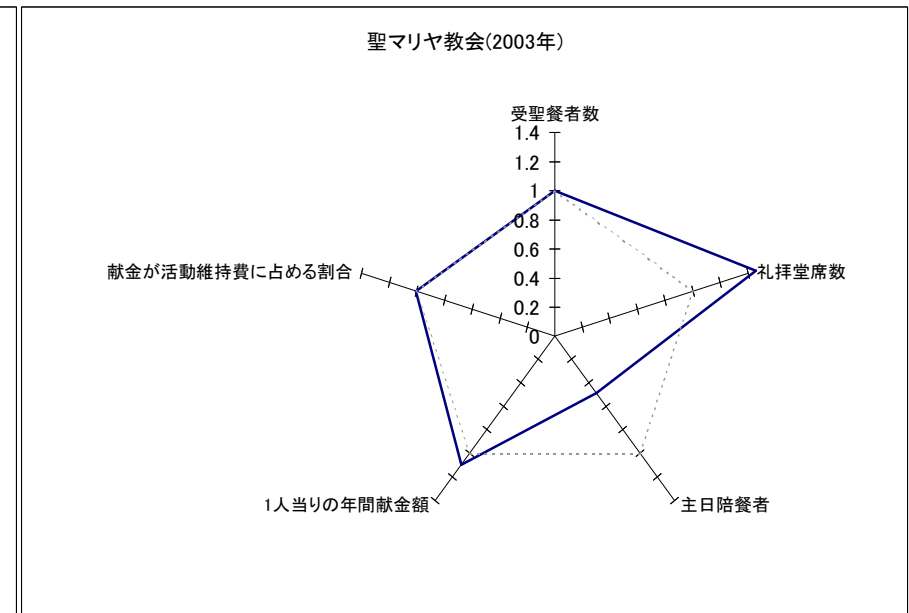 聖マリヤ教会(2003年)
受聖餐者数
1.4
1.2
1
0.8
0.6
0.4
0.2
0
礼拝堂席数
献金が活動維持費に占める割合
1人当りの年間献金額
主日陪餐者